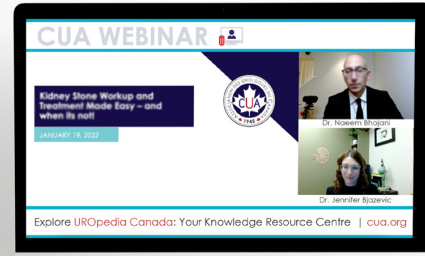 CUA WEBINAR
Kidney Stone Workup and
Treatment Made Easy – and
when its not!
JANUARY 19, 2022
CUA
1945
Dr. Naeem Bhojani
Dr. Jennifer Bjazevic
Explore UROpedia Canada: Your Knowledge Resource Centre | cua.org